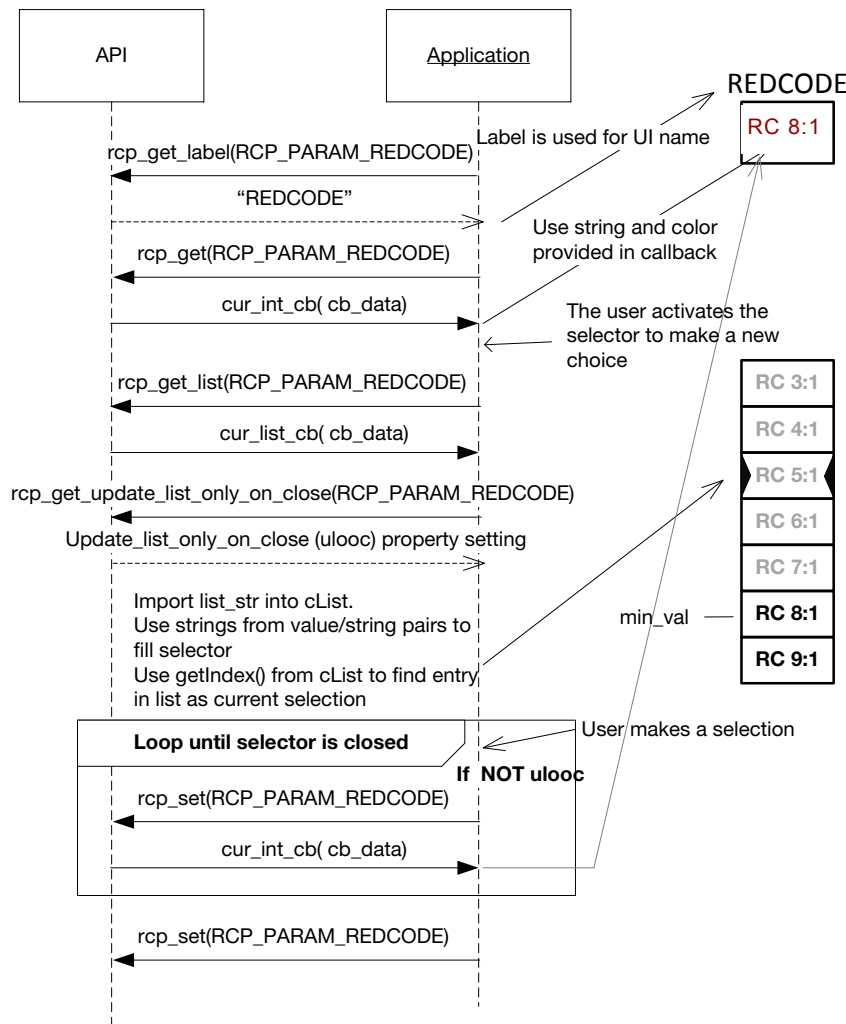 API
Application
REDCODE
RC 8:1
Label is used for UI name
rcp_get_label(RCP_PARAM_REDCODE)
“REDCODE”
Use string and color
provided in callback
rcp_get(RCP_PARAM_REDCODE)
cur_int_cb( cb_data)
The user activates the
selector to make a new
choice
rcp_get_list(RCP_PARAM_REDCODE)
cur_list_cb( cb_data)
rcp_get_update_list_only_on_close(RCP_PARAM_REDCODE)
Update_list_only_on_close (ulooc) property setting
Import list_str into cList.
Use strings from value/string pairs to
fill selector
Use getIndex() from cList to find entry
in list as current selection
RC 3:1
RC 4:1
RC 5:1
RC 6:1
RC 7:1
min_val
RC 8:1
RC 9:1
Loop until selector is closed
User makes a selection
If NOT ulooc
rcp_set(RCP_PARAM_REDCODE)
cur_int_cb( cb_data)
rcp_set(RCP_PARAM_REDCODE)